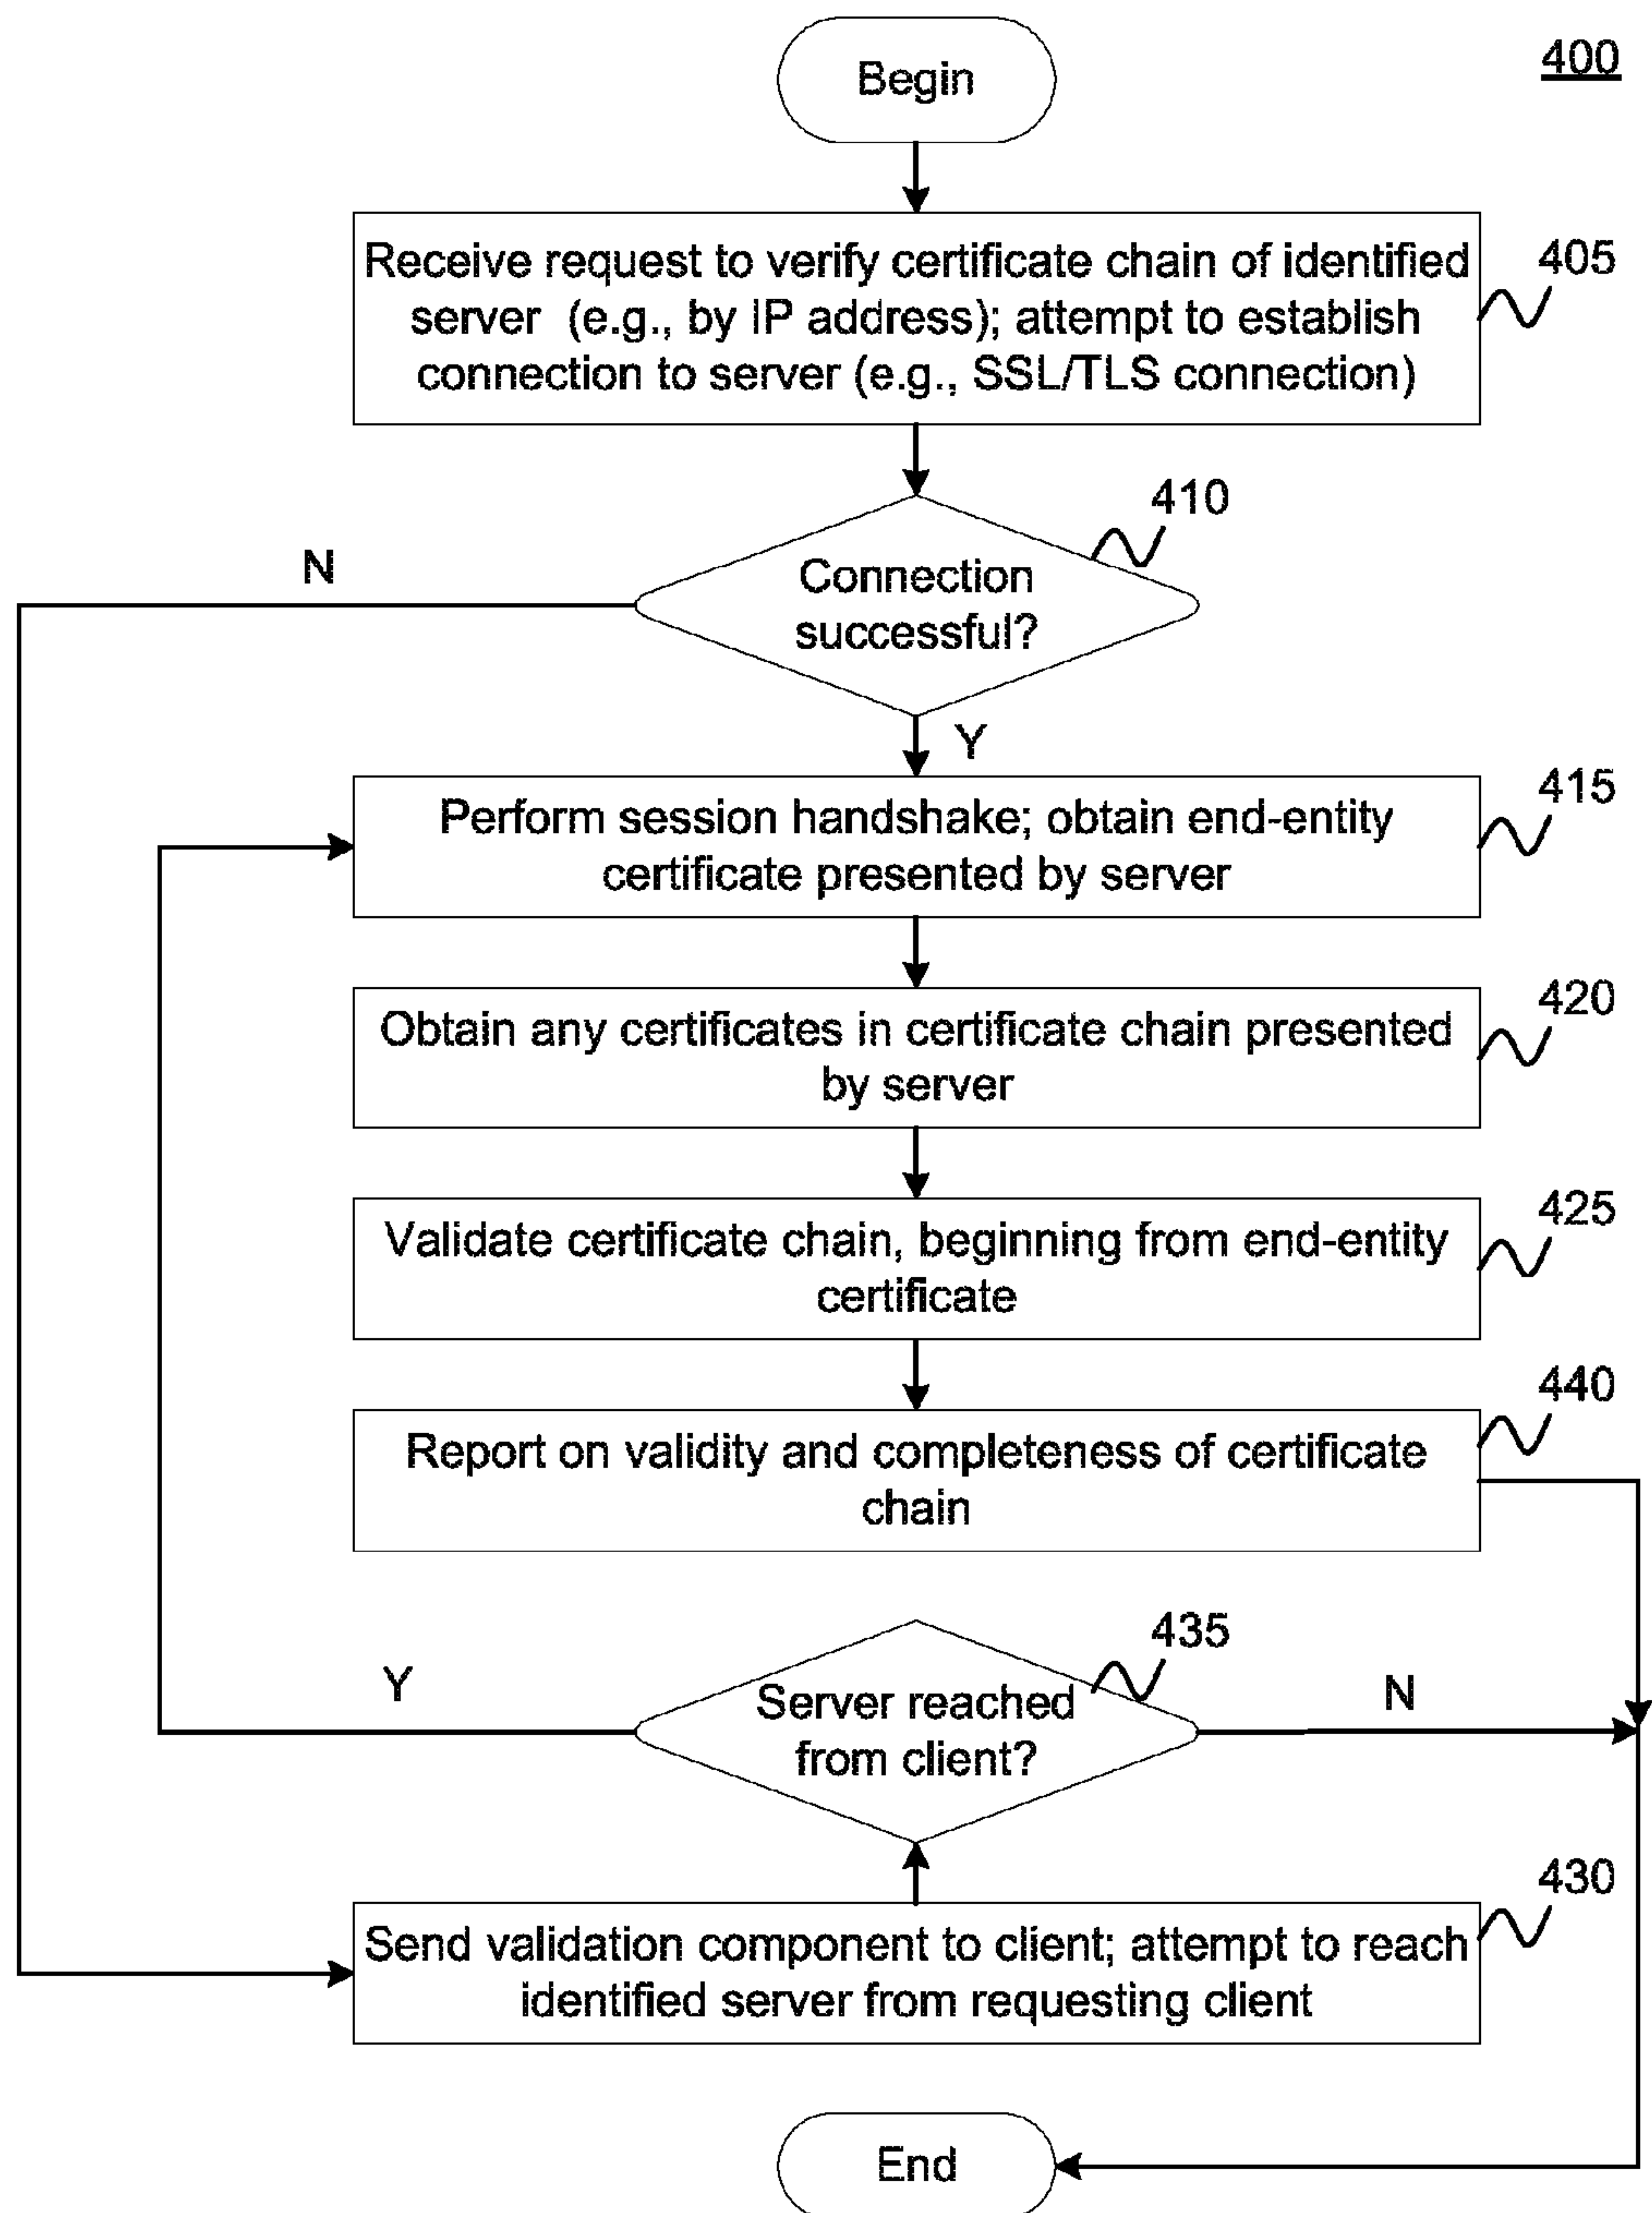 Begin
400
Receive request to verify certificate chain of identified
server (e.g., by IP address); attempt to establish
connection to server (e.g., SSL/TLS connection)
405
410
Connection
successful?
N
Y
Perform session handshake; obtain end-entity
certificate presented by server
415
Obtain any certificates in certificate chain presented
by server
420
Validate certificate chain, beginning from end-entity
certificate
425
Report on validity and completeness of certificate
chain
440
435
Server reached
from client?
Y
N
Send validation component to client; attempt to reach
identified server from requesting client
430
End